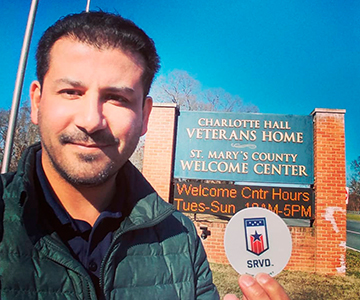 CHARLOTTE HALL
VETERANS HOME
ST. MARY'S COUNTY
WELCOME CENTER
Welcome Cntr Hours
Tues-Sun 10AM-5PM
SRVD.